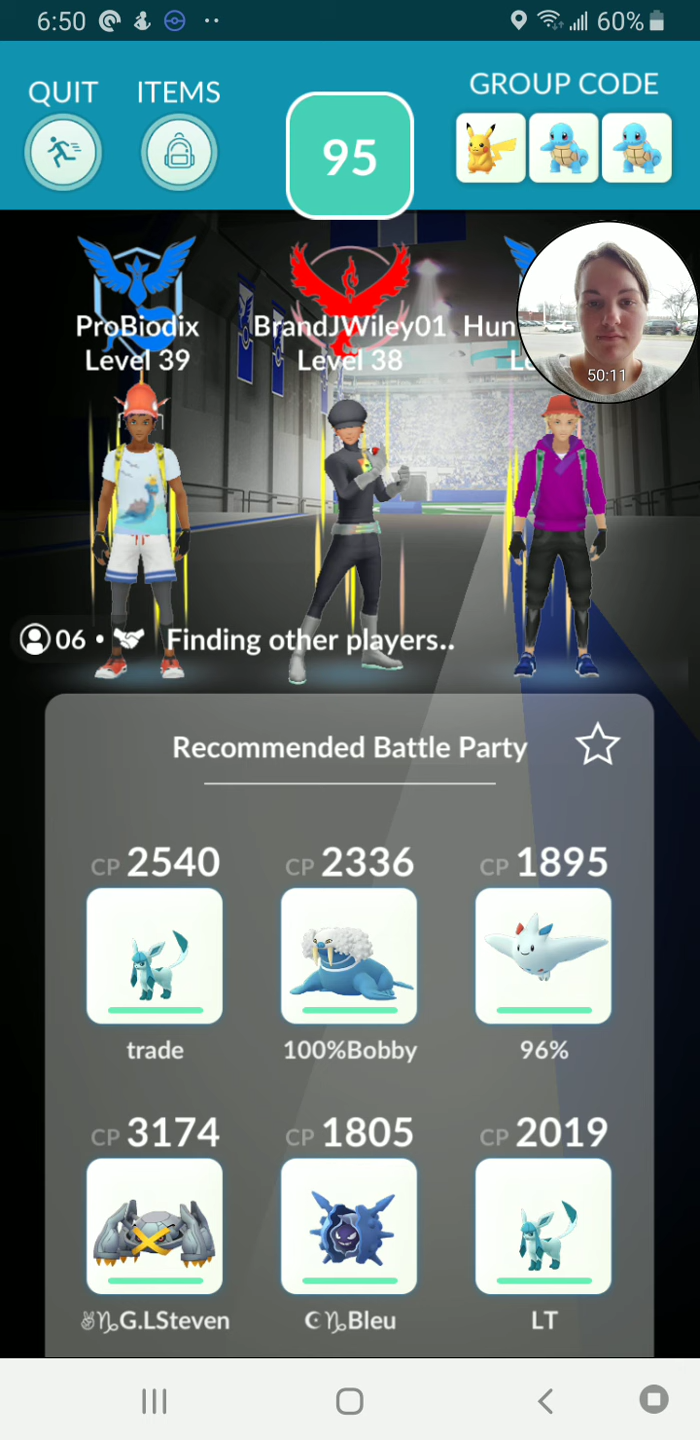 6:50
60%
QUIT
ITEMS
95
GROUP CODE
ProBiodix
Level 39
BrandJWiley01
Level 38
Hun
50:11
06 • Finding other players..
Recommended Battle Party
CP 2540
CP 2336
CP 1895
trade
100%Bobby
96%
CP 3174
CP 1805
CP 2019
✌♑G.LSteven
☾♑Bleu
LT